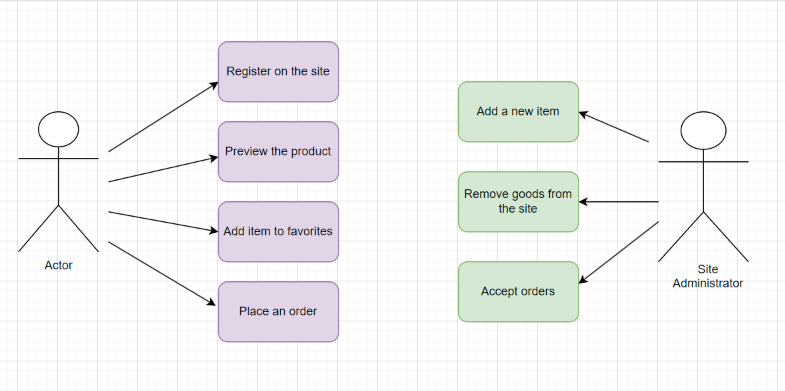 Register on the site
Preview the product
Add item to favorites
Place an order
Actor
Add a new item
Remove goods from
the site
Accept orders
Site
Administrator